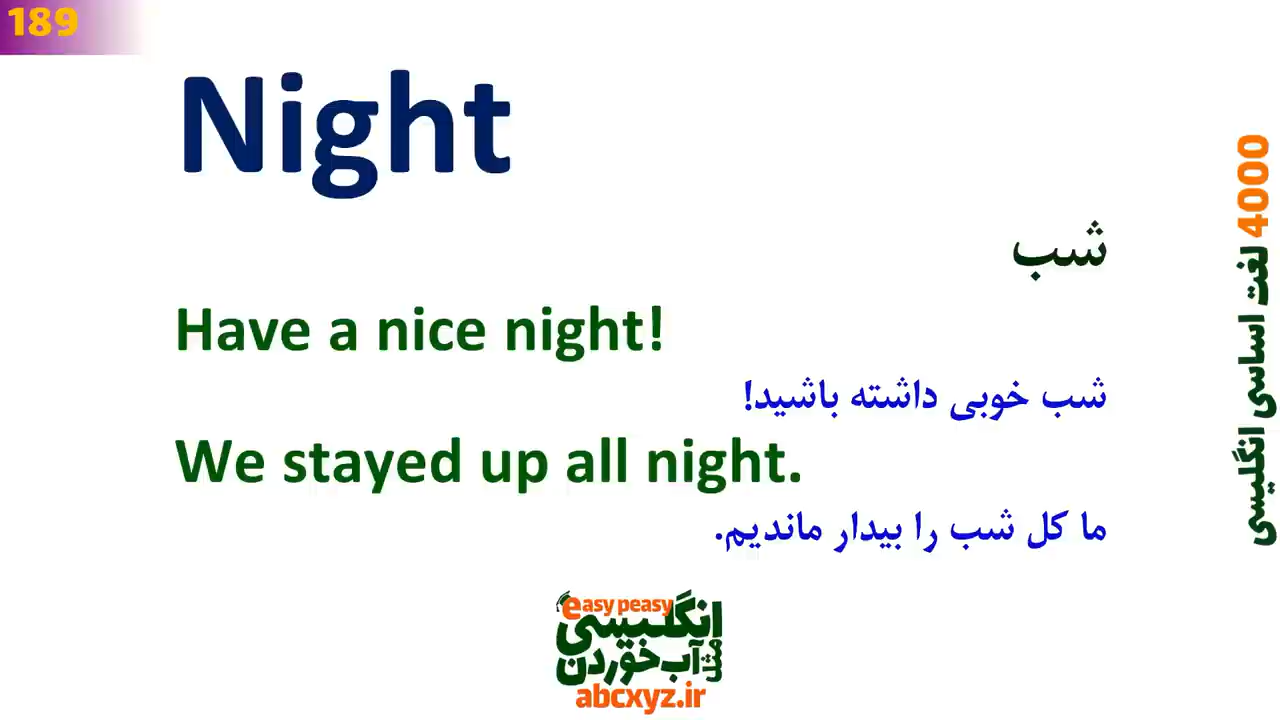 189
Night
شب
Have a nice night!
شب خوبی داشته باشید!
We stayed up all night.
ما کل شب را بیدار ماندیم.
4000 لغت اساسی انگلیسی
easy peasy
انگلیسی
مثل آب خوردن
abcxyz.ir